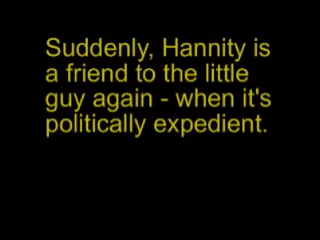 Suddenly, Hannity is
a friend to the little
guy again - when it's
politically expedient.